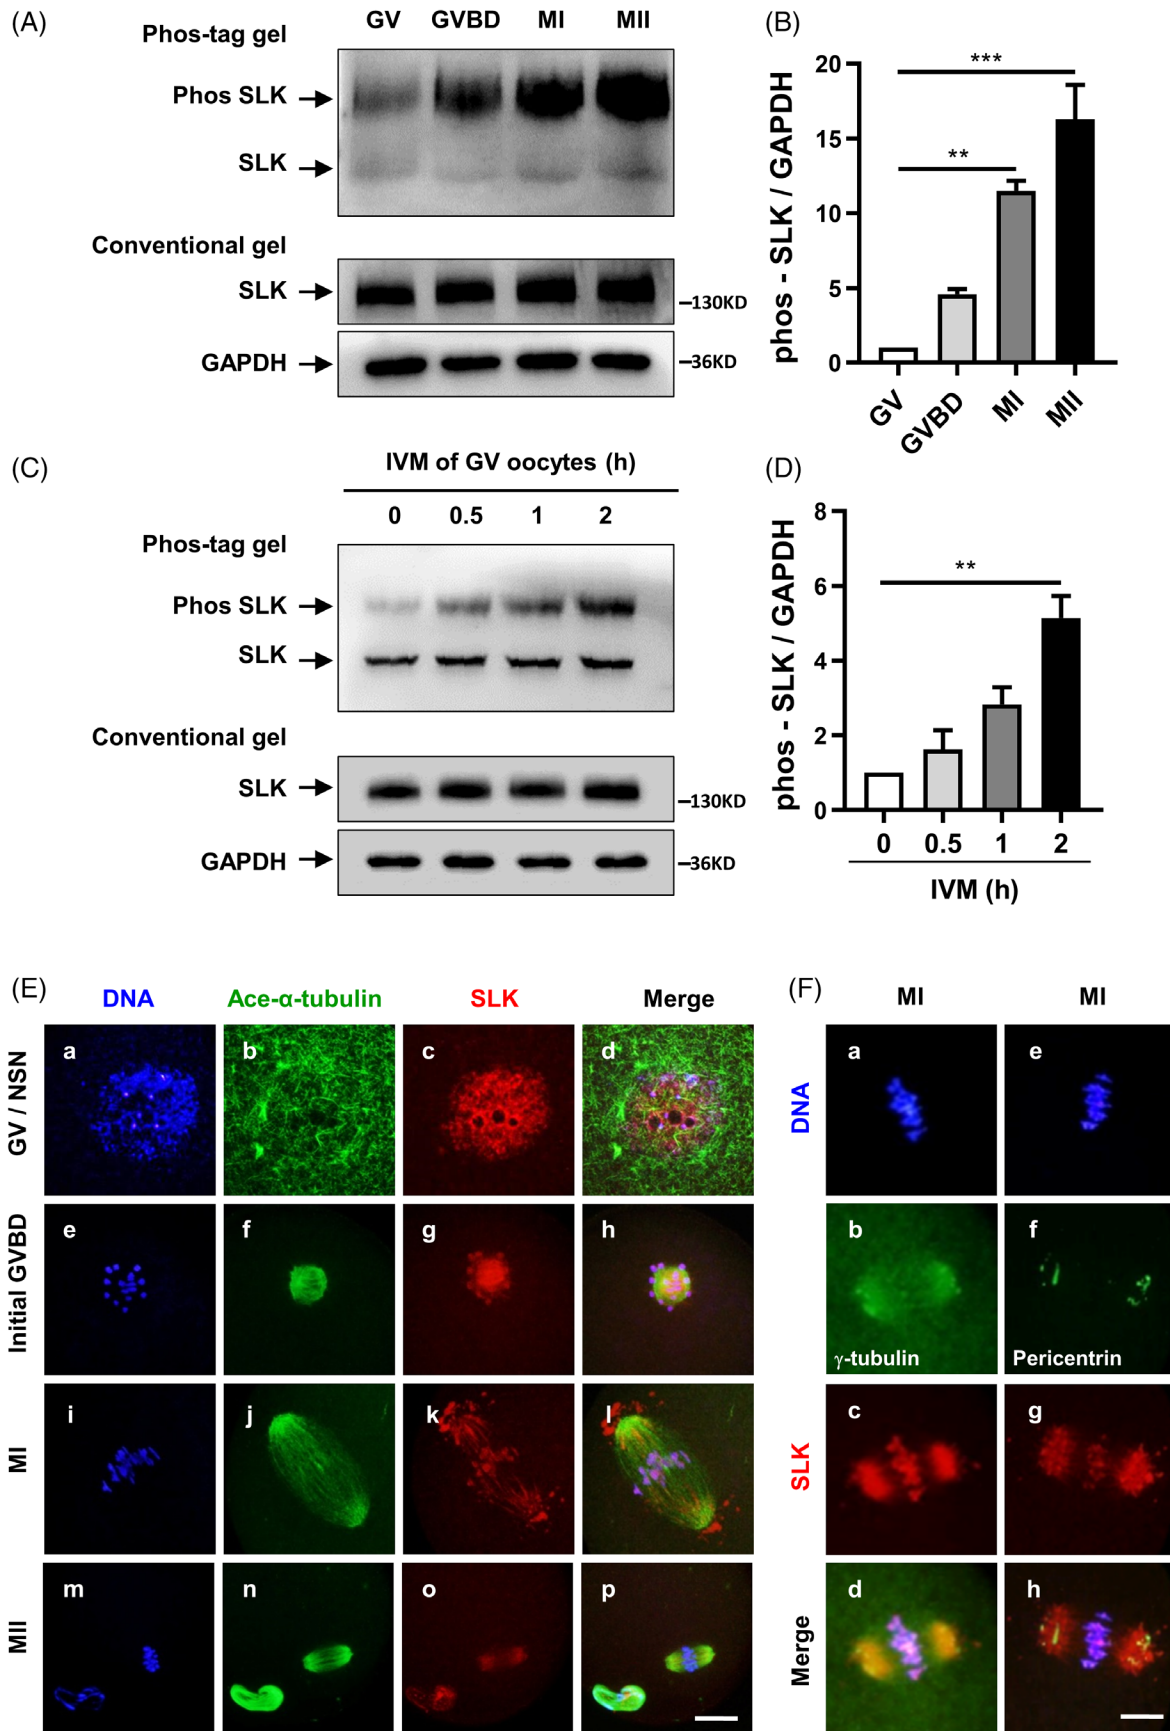 (A)
GV GVBD MI MII
Phos-tag gel
Phos SLK
SLK
Conventional gel
SLK
–130KD
GAPDH
–36KD
(B)
phos - SLK / GAPDH
20
15
10
5
0
***
**
GV GVBD MI MII
(C)
IVM of GV oocytes (h)
0 0.5 1 2
Phos-tag gel
Phos SLK
SLK
Conventional gel
SLK
–130KD
GAPDH
–36KD
(D)
phos - SLK / GAPDH
8
6
4
2
0
**
0 0.5 1 2
IVM (h)
(E)
DNA Ace-α-tubulin SLK Merge
GV / NSN
a b c d
Initial GVBD
e f g h
MI
i j k l
MII
m n o p
(F)
MI MI
DNA
a e
b f
γ-tubulin Pericentrin
SLK
c g
Merge
d h